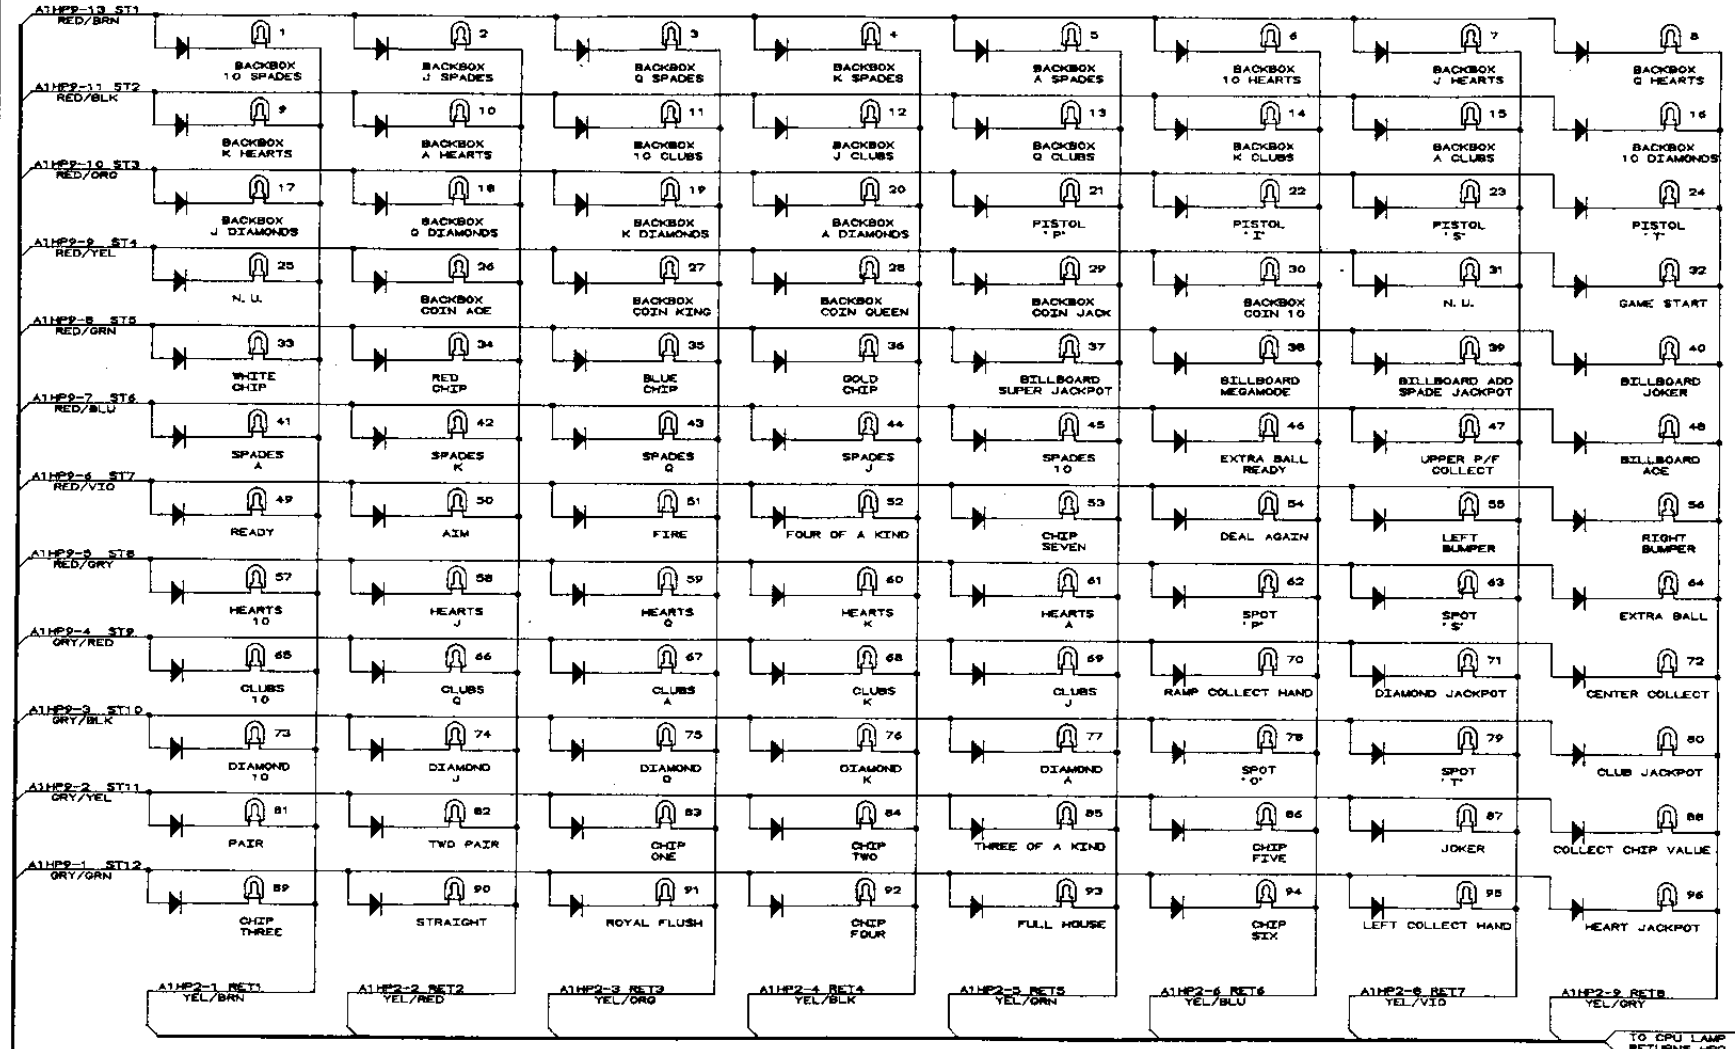 A1HP9-13 ST1
RED/BRN
1 2 3 4 5 6 7 8
BACKBOX BACKBOX BACKBOX BACKBOX BACKBOX BACKBOX BACKBOX BACKBOX
10 SPADES J SPADES Q SPADES K SPADES A SPADES 10 HEARTS J HEARTS Q HEARTS
A1HP9-11 ST2
RED/BLK
9 10 11 12 13 14 15 16
BACKBOX BACKBOX BACKBOX BACKBOX BACKBOX BACKBOX BACKBOX BACKBOX
K HEARTS A HEARTS 10 CLUBS J CLUBS Q CLUBS K CLUBS A CLUBS 10 DIAMONDS
A1HP9-10 ST3
RED/ORG
17 18 19 20 21 22 23 24
BACKBOX BACKBOX BACKBOX BACKBOX PISTOL PISTOL PISTOL PISTOL
J DIAMONDS Q DIAMONDS K DIAMONDS A DIAMONDS 'P' 'I' 'S' 'T'
A1HP9-9 ST4
RED/YEL
25 26 27 28 29 30 31 32
N.U. BACKBOX BACKBOX BACKBOX BACKBOX BACKBOX N.U. GAME START
COIN ACE COIN KING COIN QUEEN COIN JACK COIN 10
A1HP9-8 ST5
RED/GRN
33 34 35 36 37 38 39 40
WHITE RED BLUE GOLD BILLBOARD BILLBOARD BILLBOARD ADD BILLBOARD
CHIP CHIP CHIP CHIP SUPER JACKPOT MEGAMODE SPADE JACKPOT JOKER
A1HP9-7 ST6
RED/BLU
41 42 43 44 45 46 47 48
SPADES SPADES SPADES SPADES SPADES EXTRA BALL UPPER P/F BILLBOARD
A K Q J 10 READY COLLECT ACE
A1HP9-6 ST7
RED/VIO
49 50 51 52 53 54 55 56
READY AIM FIRE FOUR OF A KIND CHIP DEAL AGAIN LEFT RIGHT
SEVEN BUMPER BUMPER
A1HP9-5 ST8
RED/GRY
57 58 59 60 61 62 63 64
HEARTS HEARTS HEARTS HEARTS HEARTS SPOT SPOT EXTRA BALL
10 J Q K A 'P' 'S'
A1HP9-4 ST9
GRY/RED
65 66 67 68 69 70 71 72
CLUBS CLUBS CLUBS CLUBS CLUBS RAMP COLLECT HAND DIAMOND JACKPOT CENTER COLLECT
10 Q A K J
A1HP9-3 ST10
GRY/BLK
73 74 75 76 77 78 79 80
DIAMOND DIAMOND DIAMOND DIAMOND DIAMOND SPOT SPOT CLUB JACKPOT
10 J Q K A 'O' 'T'
A1HP9-2 ST11
GRY/YEL
81 82 83 84 85 86 87 88
PAIR TWO PAIR CHIP CHIP THREE OF A KIND CHIP JOKER COLLECT CHIP VALUE
ONE TWO FIVE
A1HP9-1 ST12
GRY/GRN
89 90 91 92 93 94 95 96
CHIP STRAIGHT ROYAL FLUSH CHIP FULL HOUSE CHIP LEFT COLLECT HAND HEART JACKPOT
THREE FOUR SIX
A1HP2-1 RET1 A1HP2-2 RET2 A1HP2-3 RET3 A1HP2-4 RET4 A1HP2-5 RET5 A1HP2-6 RET6 A1HP2-8 RET7 A1HP2-9 RET8
YEL/BRN YEL/RED YEL/ORG YEL/BLK YEL/GRN YEL/BLU YEL/VIO YEL/GRY
TO CPU LAMP
RETURNS